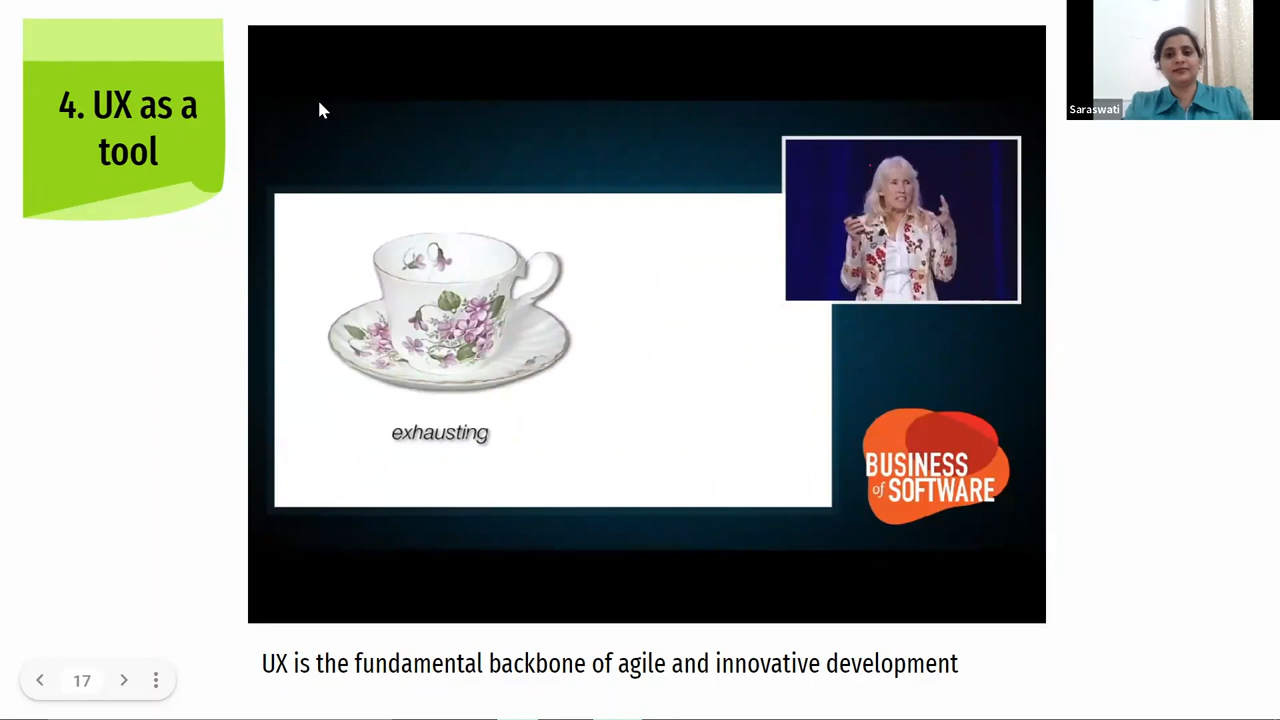 4. UX as a
tool
Saraswati
exhausting
BUSINESS
of SOFTWARE
UX is the fundamental backbone of agile and innovative development
17